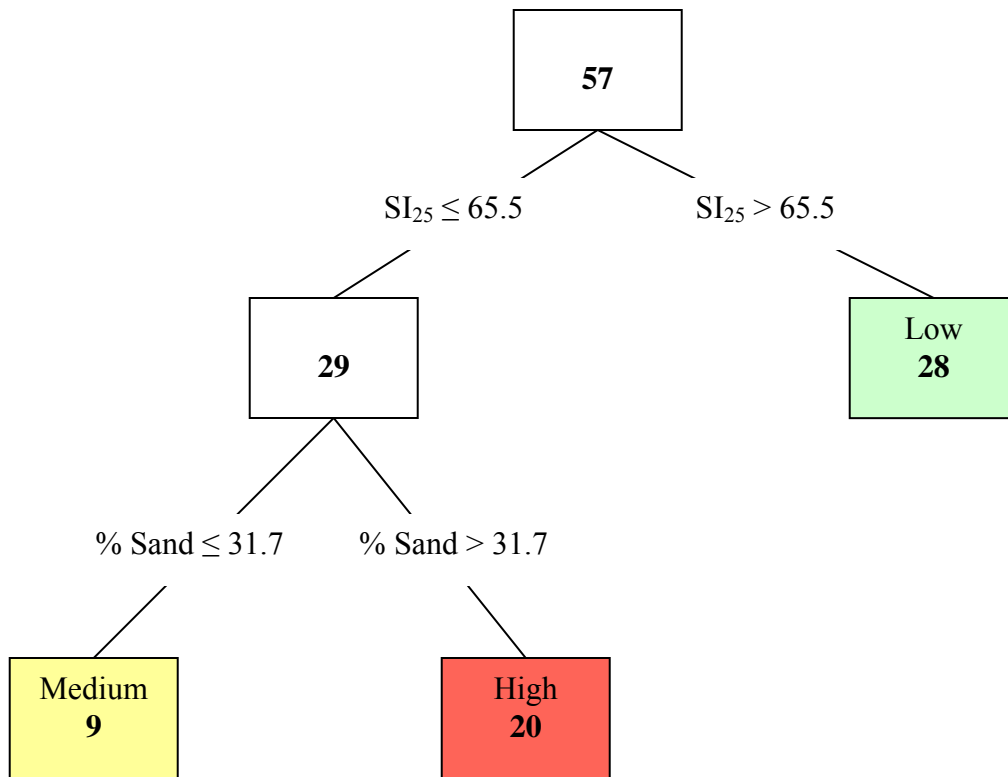 57
SI₂₅ ≤ 65.5
SI₂₅ > 65.5
29
Low
28
% Sand ≤ 31.7
% Sand > 31.7
Medium
9
High
20